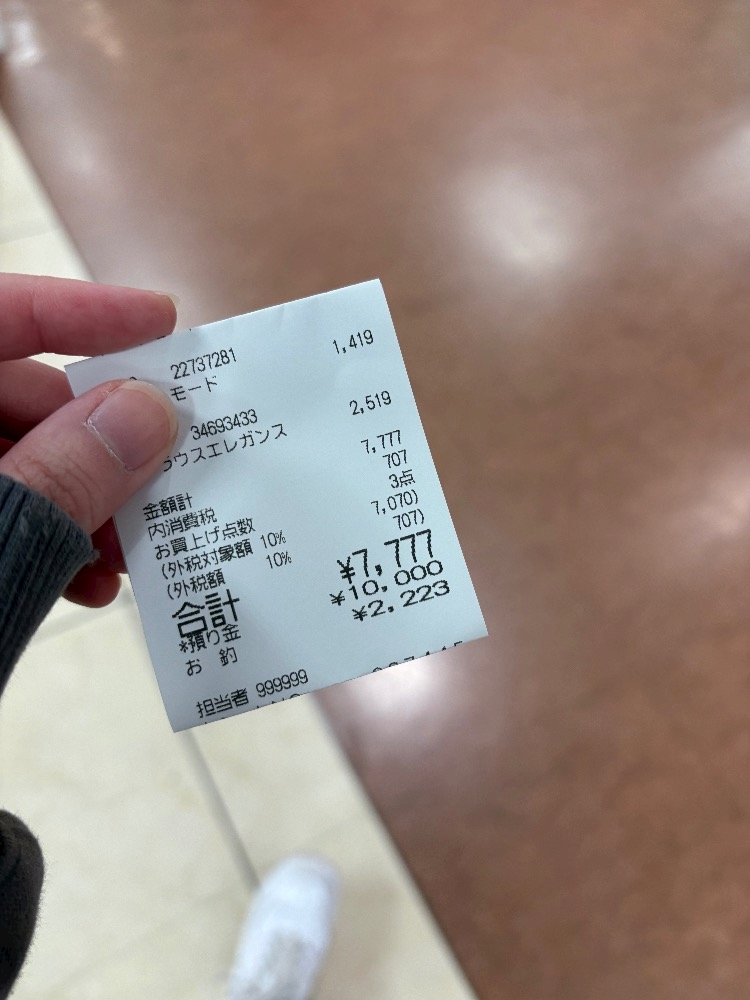 22737281 1,419
モード
34693433 2,519
ラウスエレガンス
金額計 7,777
内消費税 707
お買上げ点数 3点
(外税対象額 10% 7,070)
(外税額 10% 707)
合計 ¥7,777
*預り金 ¥10,000
お 釣 ¥2,223
担当者 999999